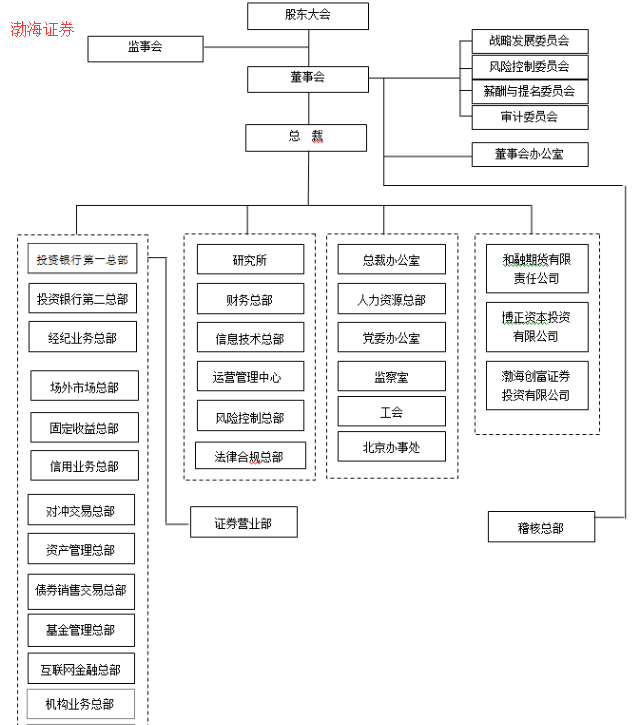 渤海证券
股东大会
监事会
董事会
战略发展委员会
风险控制委员会
薪酬与提名委员会
审计委员会
总 裁
董事会办公室
投资银行第一总部
投资银行第二总部
经纪业务总部
场外市场总部
固定收益总部
信用业务总部
对冲交易总部
资产管理总部
债券销售交易总部
基金管理总部
互联网金融总部
机构业务总部
研究所
财务总部
信息技术总部
运营管理中心
风险控制总部
法律合规总部
证券营业部
总裁办公室
人力资源总部
党委办公室
监察室
工会
北京办事处
和融期货有限
责任公司
博正资本投资
有限公司
渤海创富证券
投资有限公司
稽核总部